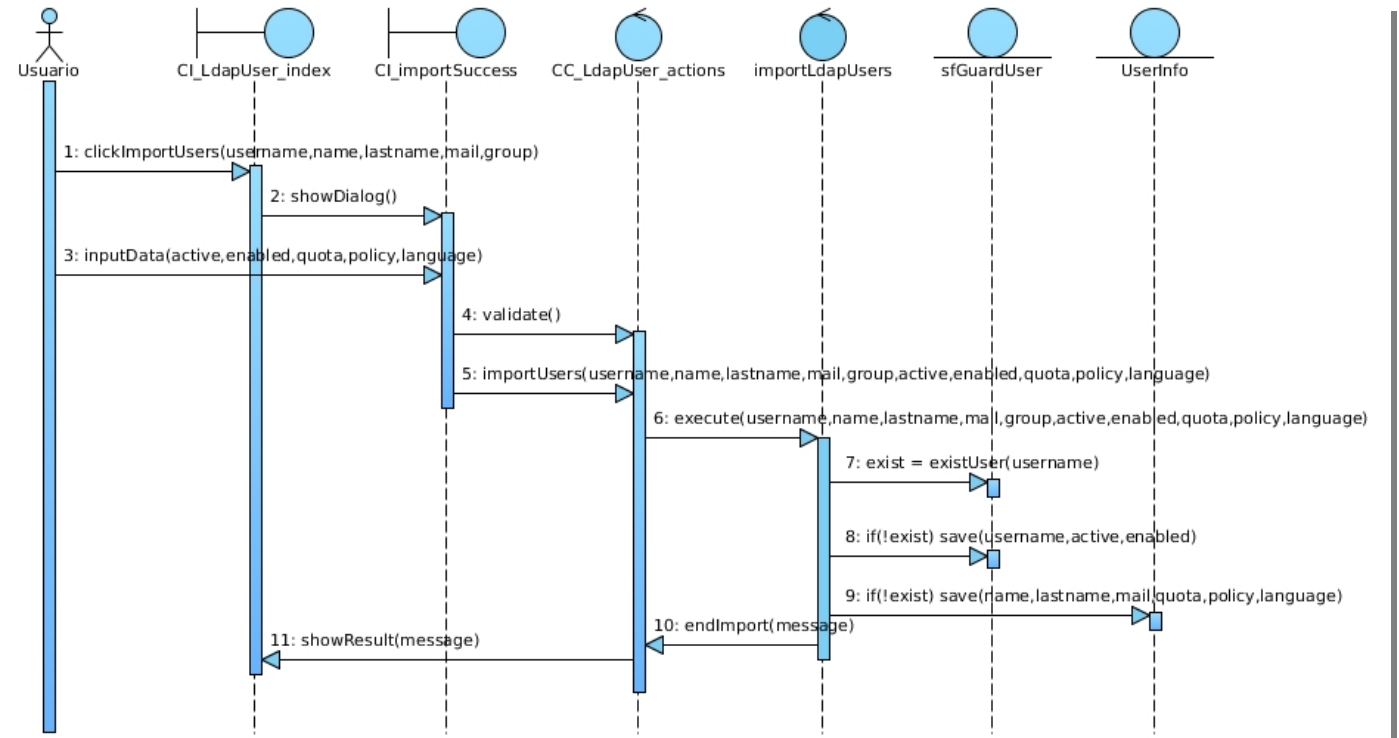 Usuario
CI_LdapUser_index
CI_importSuccess
CC_LdapUser_actions
importLdapUsers
sfGuardUser
UserInfo
1: clickImportUsers(username,name,lastname,mail,group)
2: showDialog()
3: inputData(active,enabled,quota,policy,language)
4: validate()
5: importUsers(username,name,lastname,mail,group,active,enabled,quota,policy,language)
6: execute(username,name,lastname,mail,group,active,enabled,quota,policy,language)
7: exist = existUser(username)
8: if(!exist) save(username,active,enabled)
9: if(!exist) save(name,lastname,mail,quota,policy,language)
10: endImport(message)
11: showResult(message)